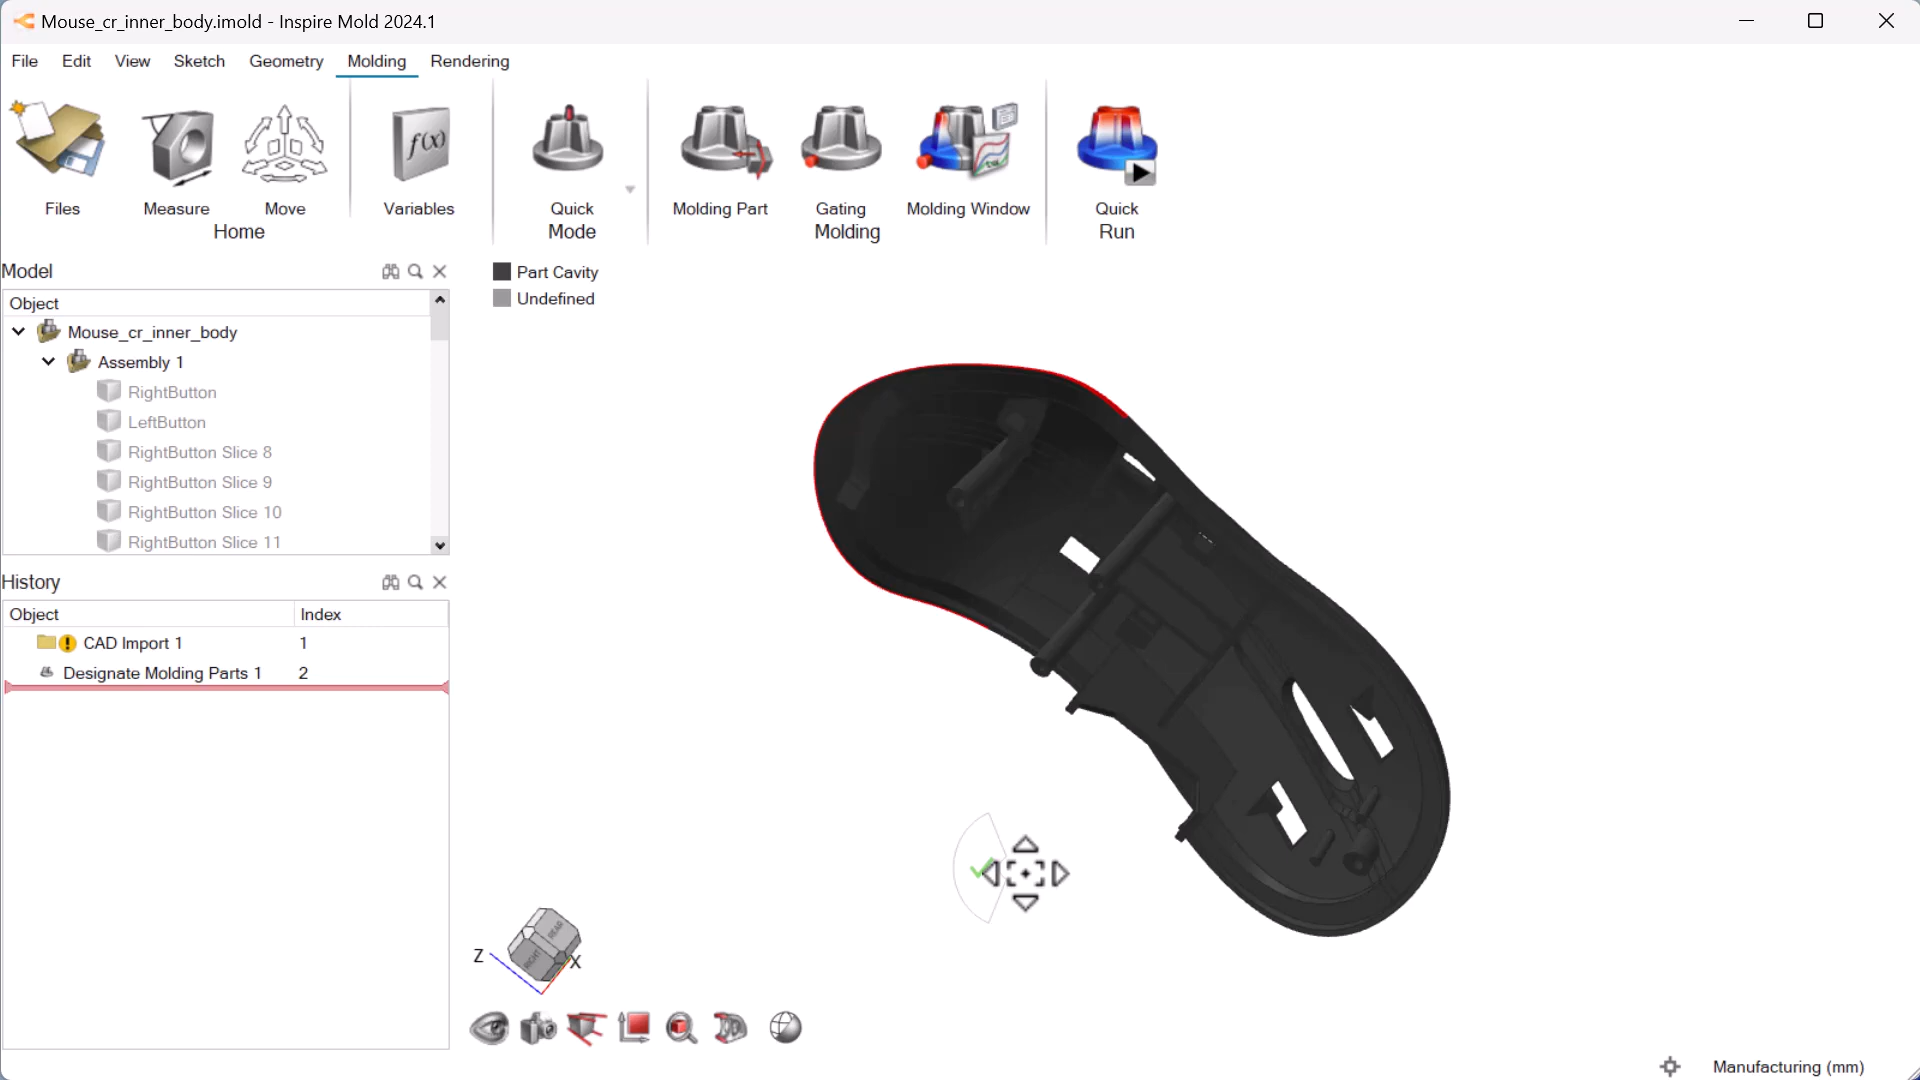 Mouse_cr_inner_body.imold - Inspire Mold 2024.1
File Edit View Sketch Geometry Molding Rendering
f(x)
Files Measure Move Variables Quick Molding Part Gating Molding Window Quick
Home Mode Molding Run
Model
Object
Mouse_cr_inner_body
Assembly 1
RightButton
LeftButton
RightButton Slice 8
RightButton Slice 9
RightButton Slice 10
RightButton Slice 11
History
Object Index
CAD Import 1 1
Designate Molding Parts 1 2
Part Cavity
Undefined
REAR
RIGHT
Z
X
Manufacturing (mm)